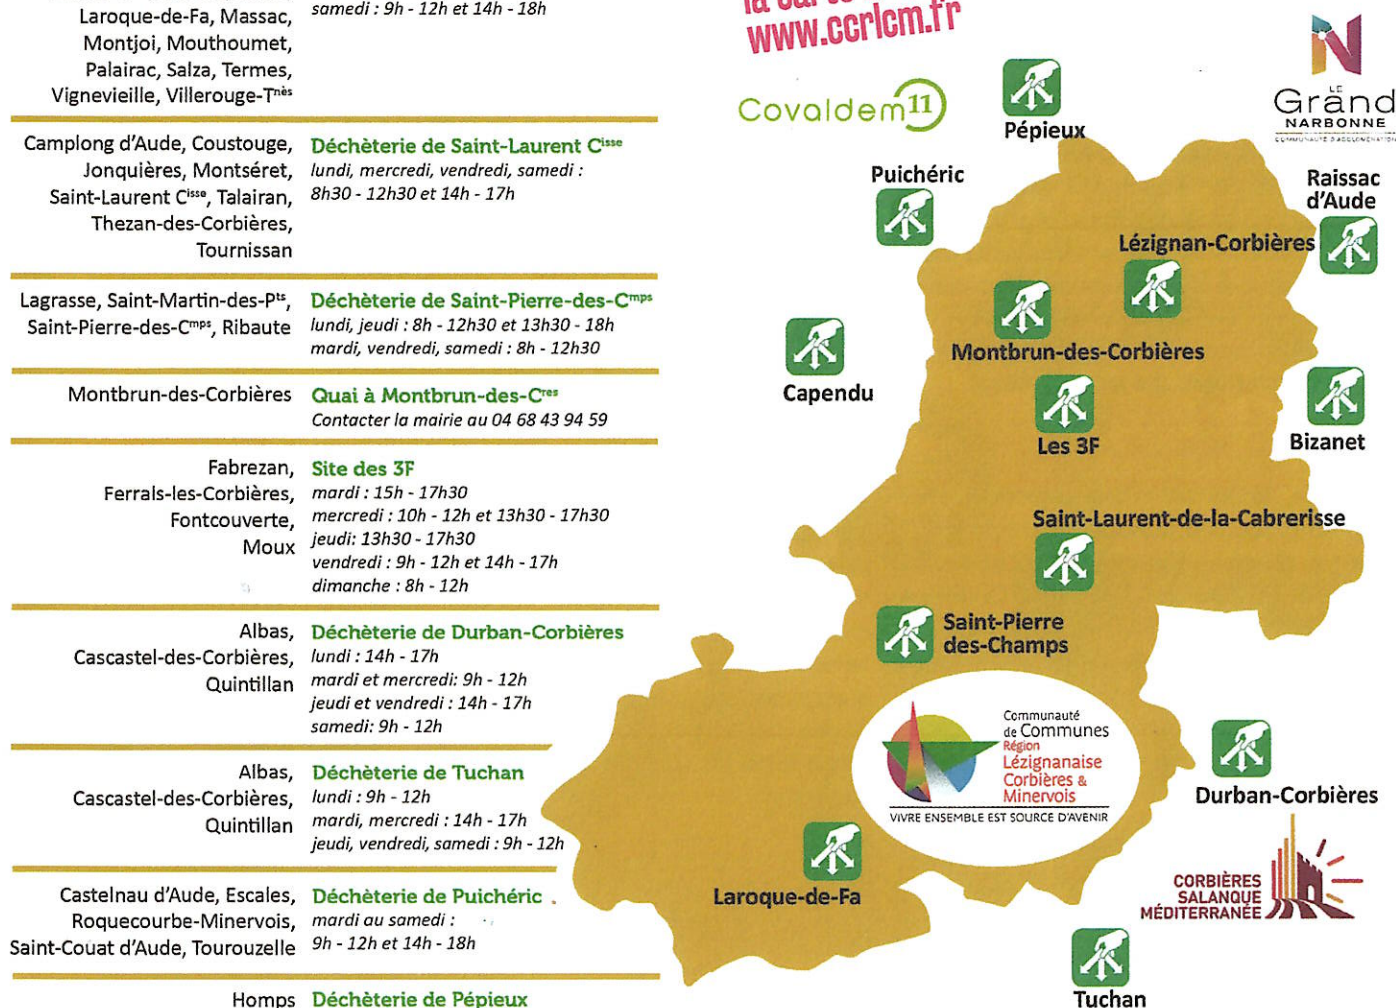 Laroque-de-Fa, Massac,
Montjoi, Mouthoumet,
Palairac, Salza, Termes,
Vignevieille, Villerouge-Tnès
samedi : 9h - 12h et 14h - 18h
Camplong d'Aude, Coustouge,
Jonquières, Montséret,
Saint-Laurent Cisse, Talairan,
Thezan-des-Corbières,
Tournissan
Déchèterie de Saint-Laurent Cisse
lundi, mercredi, vendredi, samedi :
8h30 - 12h30 et 14h - 17h
Lagrasse, Saint-Martin-des-Pts,
Saint-Pierre-des-Cmps, Ribaute
Déchèterie de Saint-Pierre-des-Cmps
lundi, jeudi : 8h - 12h30 et 13h30 - 18h
mardi, vendredi, samedi : 8h - 12h30
Montbrun-des-Corbières
Quai à Montbrun-des-Cres
Contacter la mairie au 04 68 43 94 59
Fabrezan,
Ferrals-les-Corbières,
Fontcouverte,
Moux
Site des 3F
mardi : 15h - 17h30
mercredi : 10h - 12h et 13h30 - 17h30
jeudi: 13h30 - 17h30
vendredi : 9h - 12h et 14h - 17h
dimanche : 8h - 12h
Albas,
Cascastel-des-Corbières,
Quintillan
Déchèterie de Durban-Corbières
lundi : 14h - 17h
mardi et mercredi: 9h - 12h
jeudi et vendredi : 14h - 17h
samedi: 9h - 12h
Albas,
Cascastel-des-Corbières,
Quintillan
Déchèterie de Tuchan
lundi : 9h - 12h
mardi, mercredi : 14h - 17h
jeudi, vendredi, samedi : 9h - 12h
Castelnau d'Aude, Escales,
Roquecourbe-Minervois,
Saint-Couat d'Aude, Tourouzelle
Déchèterie de Puichéric
mardi au samedi :
9h - 12h et 14h - 18h
Homps
Déchèterie de Pépieux
www.ccrlcm.fr
Covaldem11
LE
Grand
NARBONNE
COMMUNAUTÉ D'AGGLOMÉRATION
Pépieux
Puichéric
Raissac
d'Aude
Lézignan-Corbières
Montbrun-des-Corbières
Capendu
Les 3F
Bizanet
Saint-Laurent-de-la-Cabrerisse
Saint-Pierre
des-Champs
Communauté
de Communes
Région
Lézignanaise
Corbières &
Minervois
VIVRE ENSEMBLE EST SOURCE D'AVENIR
Durban-Corbières
Laroque-de-Fa
CORBIÈRES
SALANQUE
MÉDITERRANÉE
Tuchan